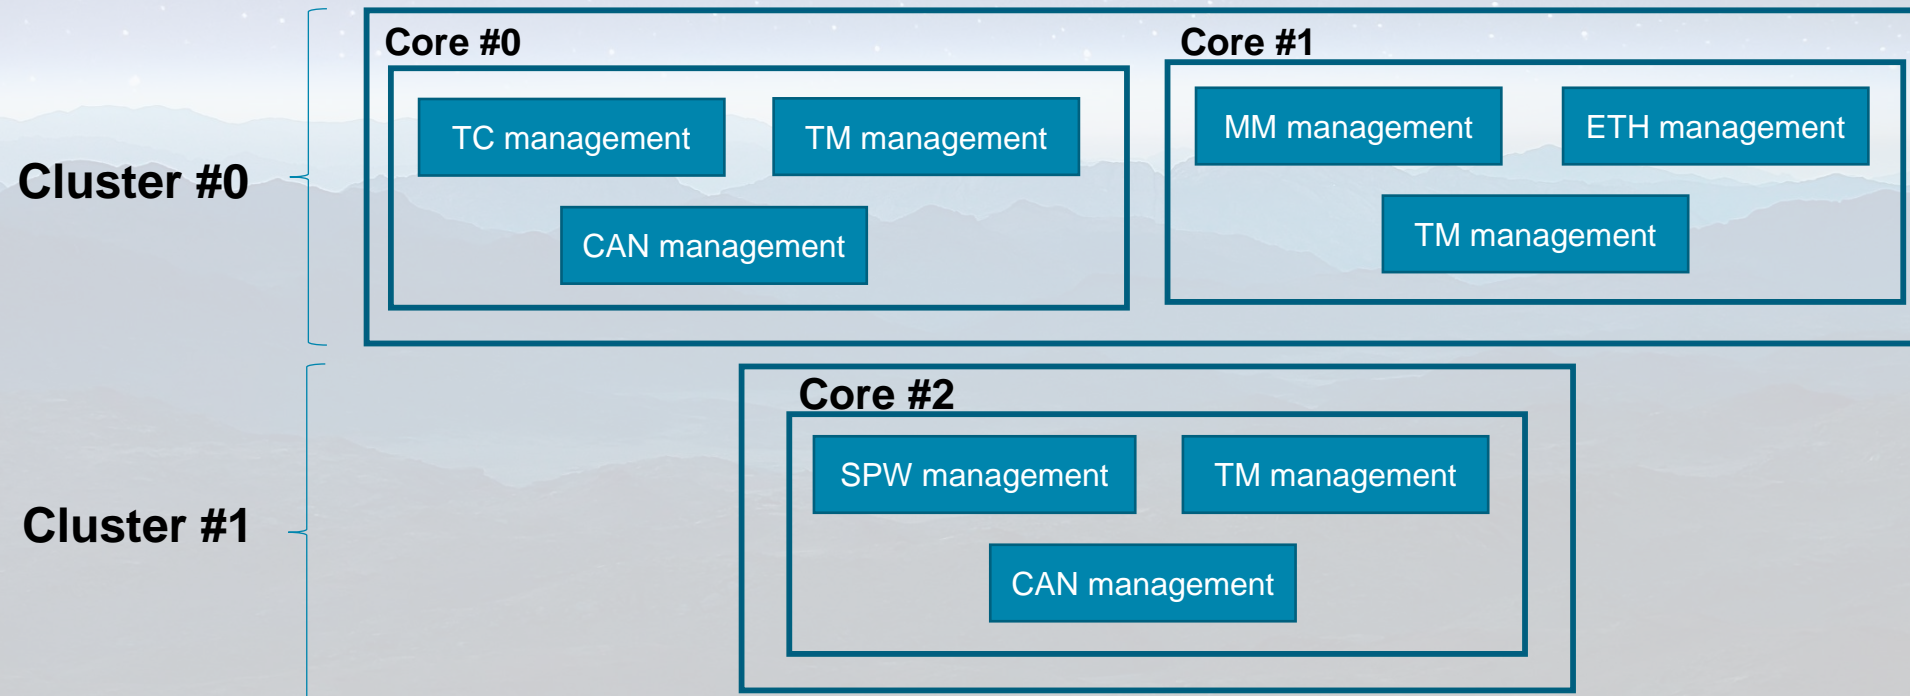 Cluster #0
Core #0
TC management
TM management
CAN management
Core #1
MM management
ETH management
TM management
Cluster #1
Core #2
SPW management
TM management
CAN management